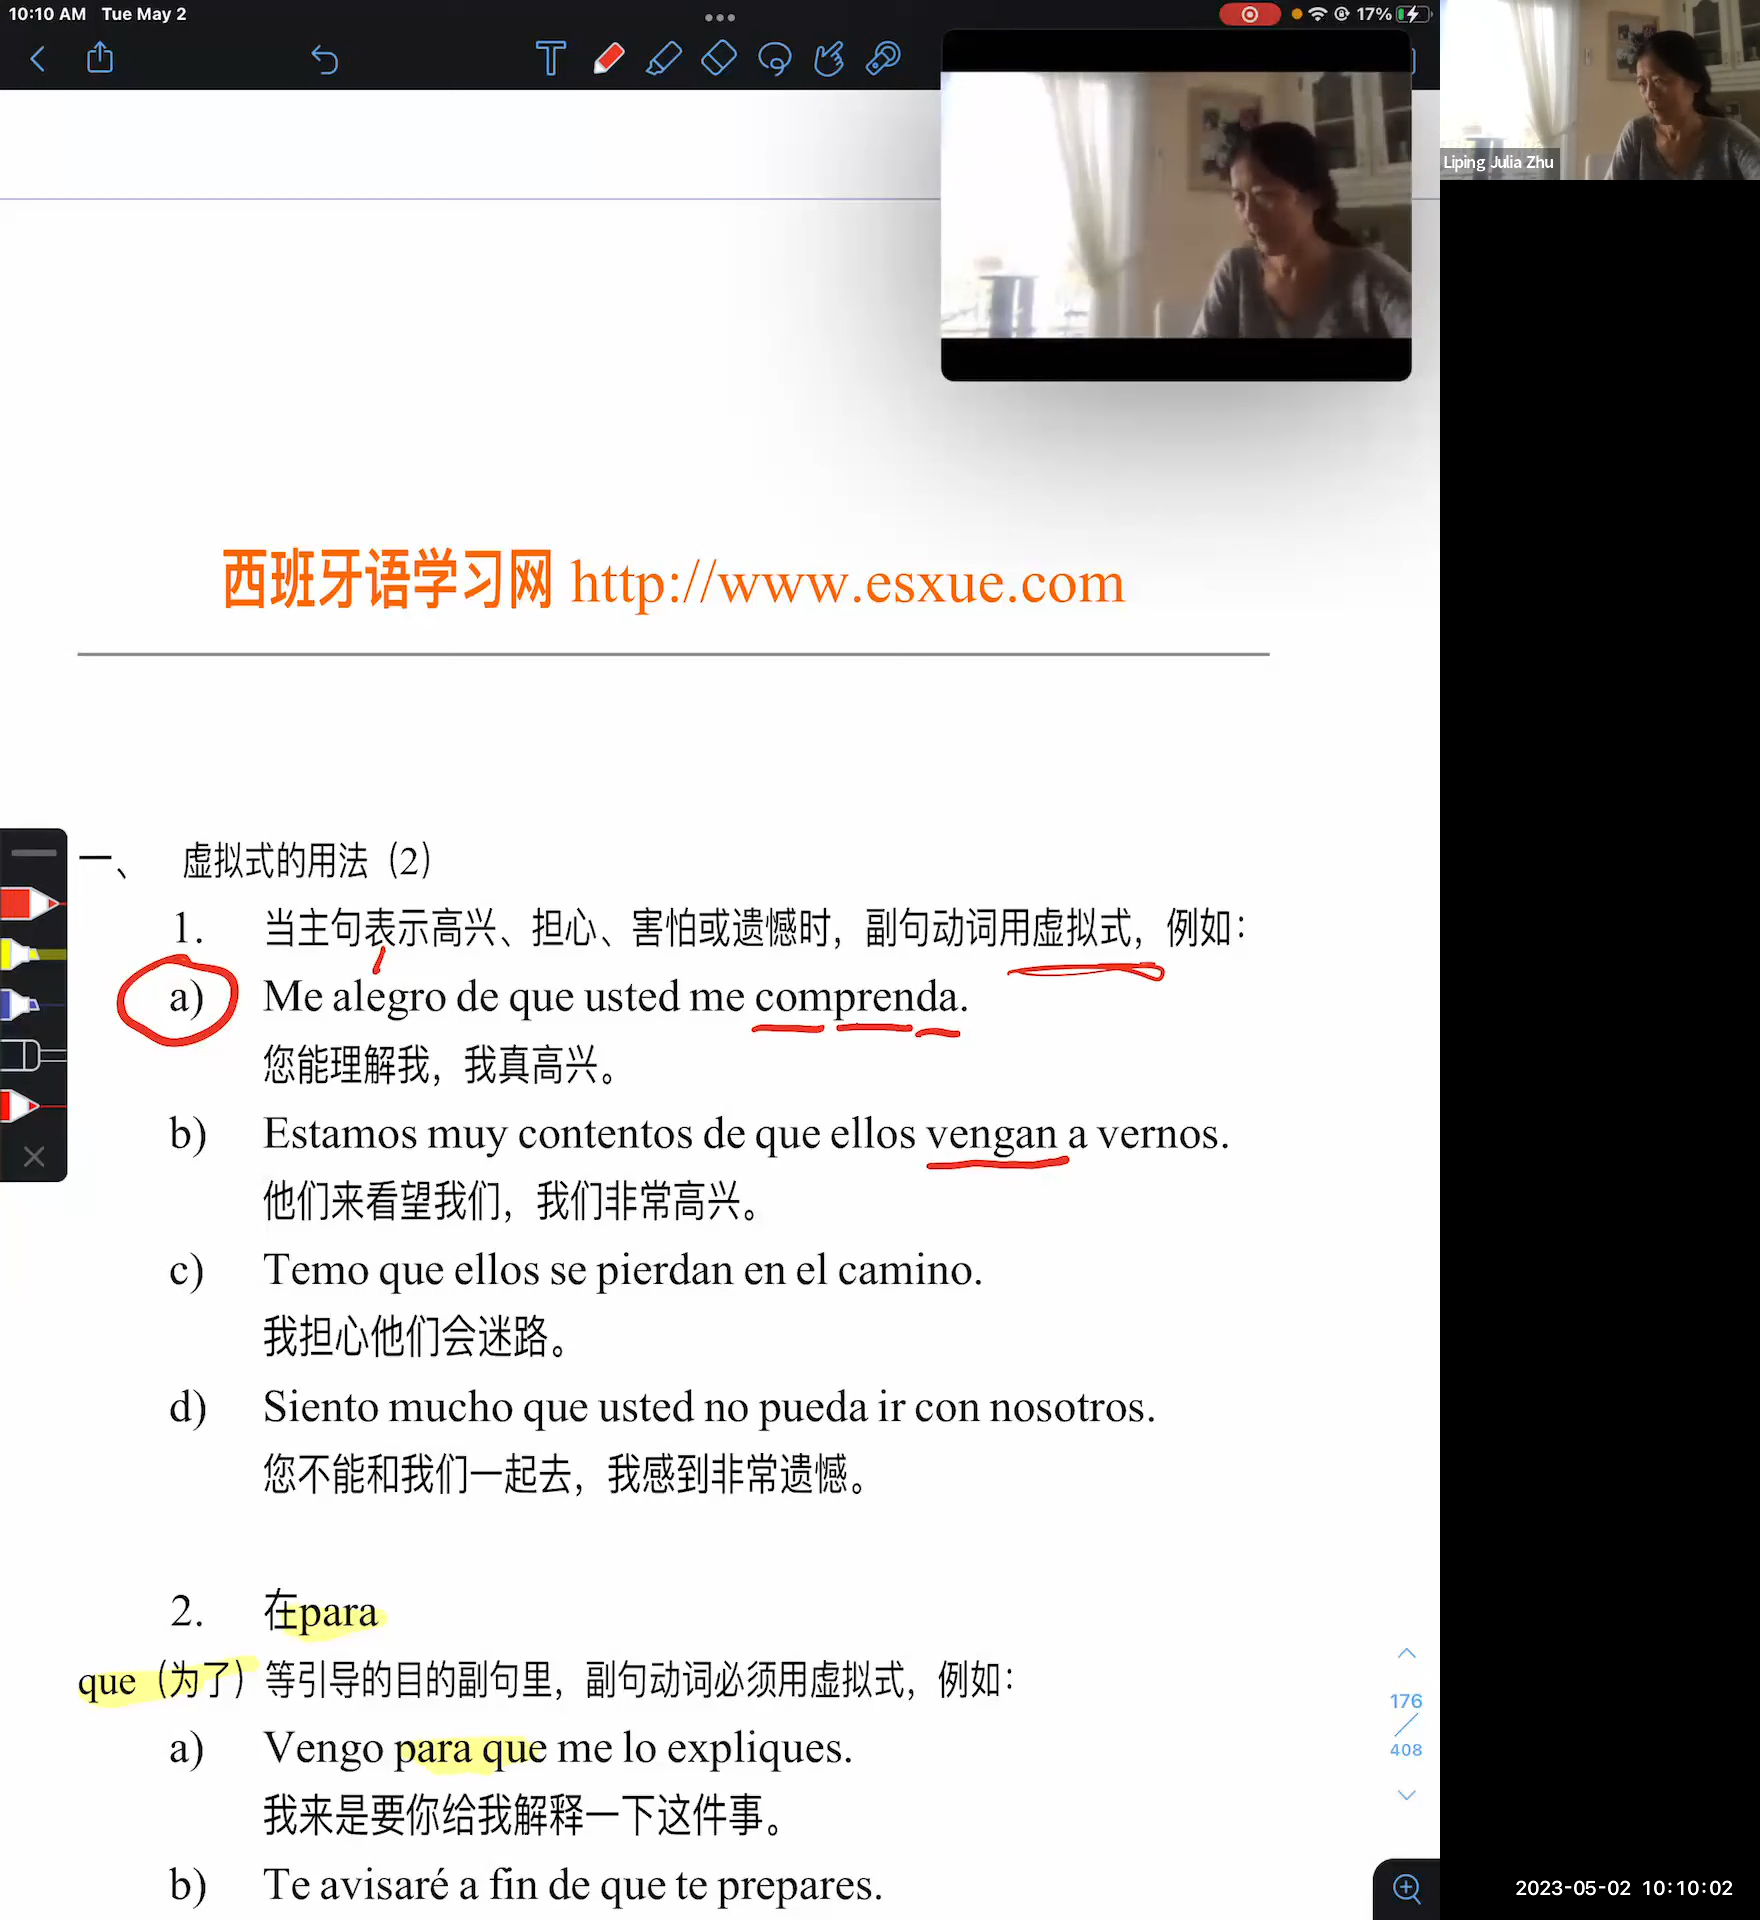 10:10 AM Tue May 2
17%
Liping Julia Zhu
西班牙语学习网 http://www.esxue.com
一、 虚拟式的用法（2）
1. 当主句表示高兴、担心、害怕或遗憾时，副句动词用虚拟式，例如：
a) Me alegro de que usted me comprenda.
您能理解我，我真高兴。
b) Estamos muy contentos de que ellos vengan a vernos.
他们来看望我们，我们非常高兴。
c) Temo que ellos se pierdan en el camino.
我担心他们会迷路。
d) Siento mucho que usted no pueda ir con nosotros.
您不能和我们一起去，我感到非常遗憾。
2. 在para
que（为了）等引导的目的副句里，副句动词必须用虚拟式，例如：
a) Vengo para que me lo expliques.
我来是要你给我解释一下这件事。
b) Te avisaré a fin de que te prepares.
176
408
2023-05-02 10:10:02